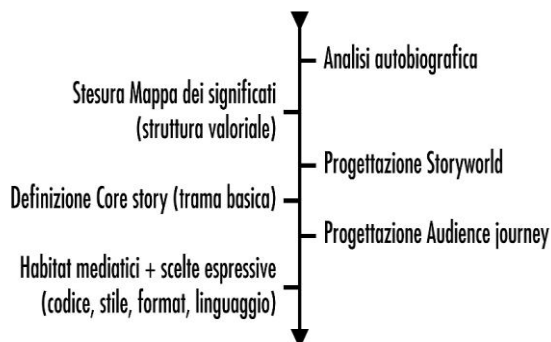 Analisi autobiografica
Stesura Mappa dei significati
(struttura valoriale)
Progettazione Storyworld
Definizione Core story (trama basica)
Progettazione Audience journey
Habitat mediatici + scelte espressive
(codice, stile, format, linguaggio)